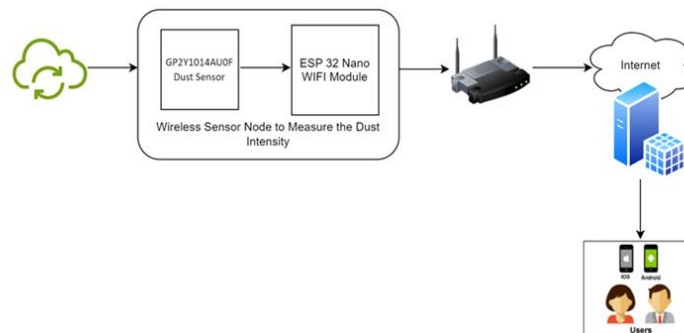 GP2Y1014AU0F
Dust Sensor
ESP 32 Nano
WIFI Module
Wireless Sensor Node to Measure the Dust
Intensity
Internet
IOS
Android
Users